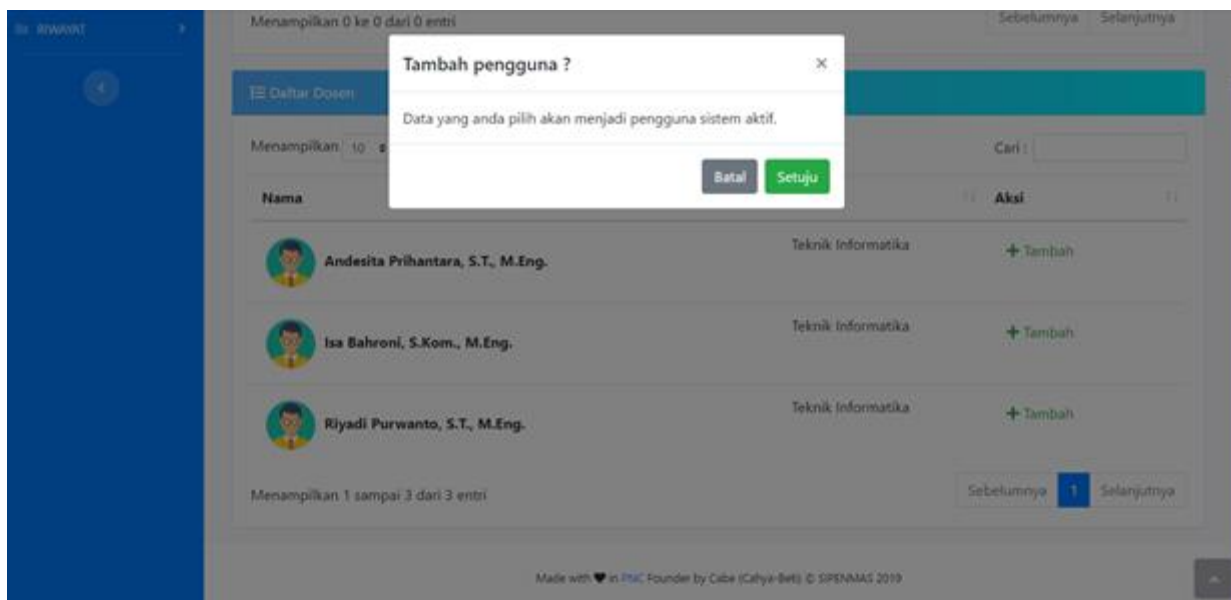 RIWAYAT
Menampilkan 0 ke 0 dari 0 entri
Sebelumnya Selanjutnya
Tambah pengguna ? ×
Daftar Dosen
Data yang anda pilih akan menjadi pengguna sistem aktif.
Menampilkan 10
Cari :
Batal Setuju
Nama Aksi
Andesita Prihantara, S.T., M.Eng. Teknik Informatika + Tambah
Isa Bahroni, S.Kom., M.Eng. Teknik Informatika + Tambah
Riyadi Purwanto, S.T., M.Eng. Teknik Informatika + Tambah
Menampilkan 1 sampai 3 dari 3 entri
Sebelumnya 1 Selanjutnya
Made with ♥ in PNC Founder by Cabe (Cahya-Beti) © SIPENMAS 2019